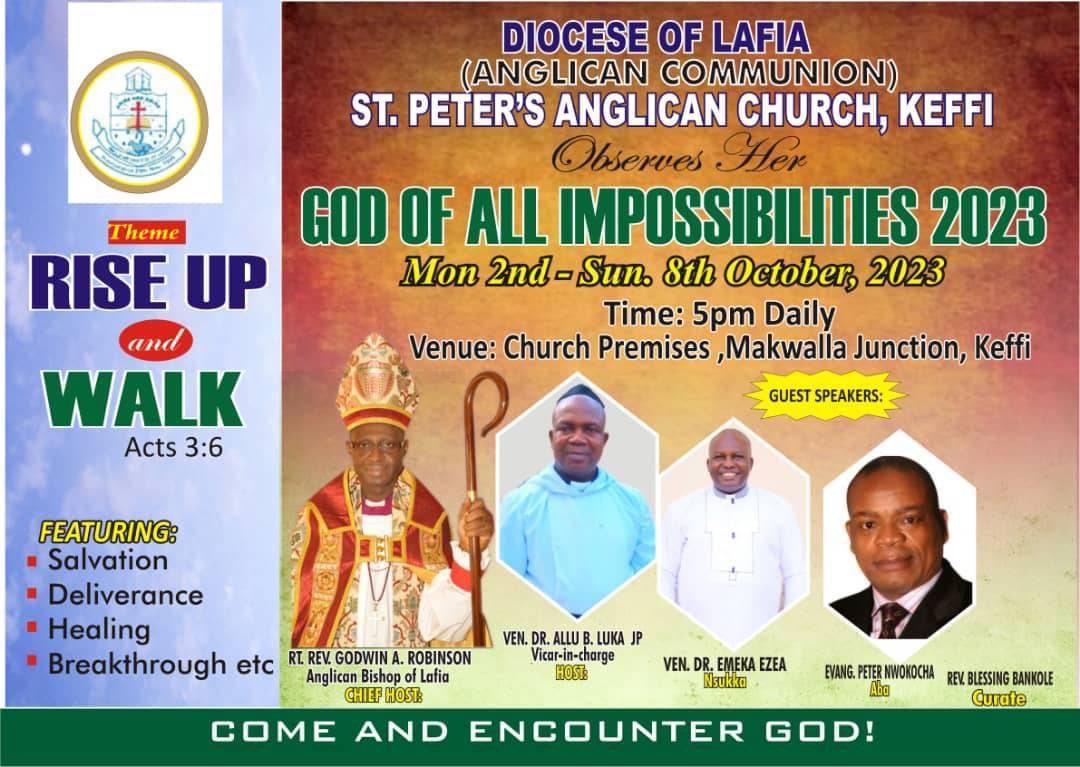 DIOCESE OF LAFIA
(ANGLICAN COMMUNION)
ST. PETER'S ANGLICAN CHURCH, KEFFI
Observes Her
GOD OF ALL IMPOSSIBILITIES 2023
Mon 2nd - Sun. 8th October, 2023
Time: 5pm Daily
Venue: Church Premises ,Makwalla Junction, Keffi
Theme
RISE UP
and
WALK
Acts 3:6
FEATURING:
Salvation
Deliverance
Healing
Breakthrough etc
GUEST SPEAKERS:
RT. REV. GODWIN A. ROBINSON
Anglican Bishop of Lafia
CHIEF HOST:
VEN. DR. ALLU B. LUKA JP
Vicar-in-charge
HOST:
VEN. DR. EMEKA EZEA
Nsukka
EVANG. PETER NWOKOCHA
Aba
REV. BLESSING BANKOLE
Curate
COME AND ENCOUNTER GOD!